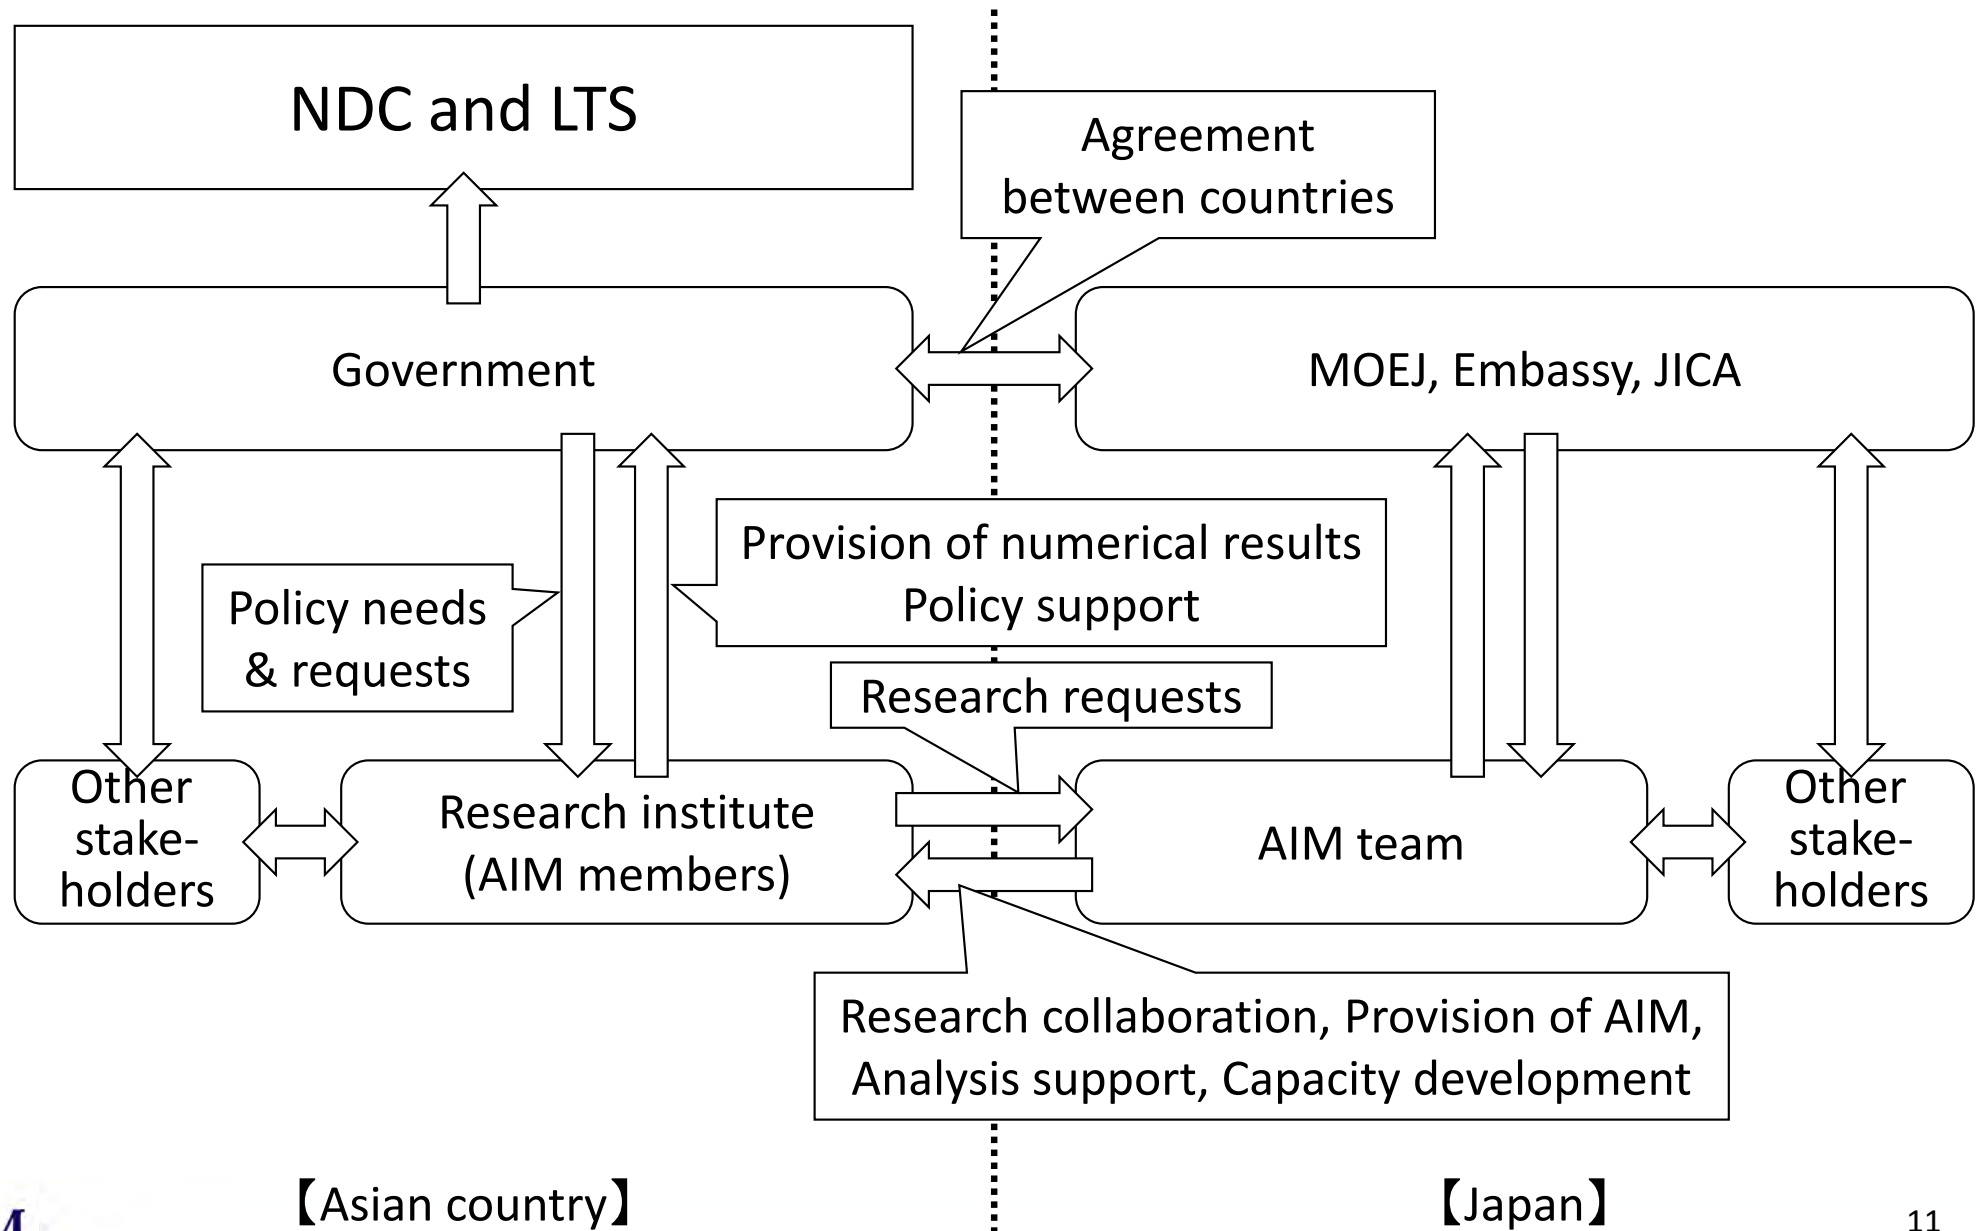 NDC and LTS
Agreement
between countries
Government
MOEJ, Embassy, JICA
Provision of numerical results
Policy support
Policy needs
& requests
Research requests
Other
stake-
holders
Research institute
(AIM members)
AIM team
Other
stake-
holders
Research collaboration, Provision of AIM,
Analysis support, Capacity development
【Asian country】
【Japan】
11